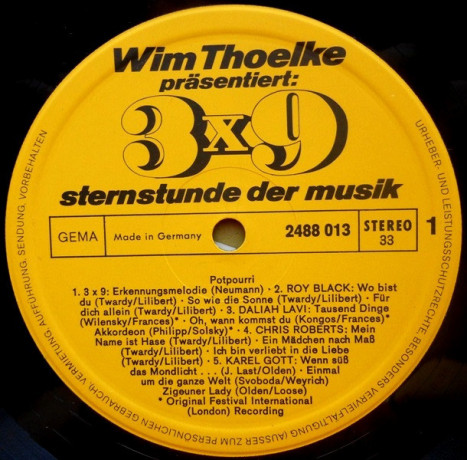 Wim Thoelke
präsentiert:
3x9
sternstunde der musik
GEMA
Made in Germany
2488 013
STEREO
33
1
Potpourri
1. 3 x 9: Erkennungsmelodie (Neumann) · 2. ROY BLACK: Wo bist
du (Twardy/Lilibert) · So wie die Sonne (Twardy/Lilibert) · Für
dich allein (Twardy/Lilibert) · 3. DALIAH LAVI: Tausend Dinge
(Wilensky/Frances)* · Oh, wann kommst du (Kongos/Frances)*
Akkordeon (Philipp/Solsky)* · 4. CHRIS ROBERTS: Mein
Name ist Hase (Twardy/Lilibert) · Ein Mädchen nach Maß
(Twardy/Lilibert) · Ich bin verliebt in die Liebe
(Twardy/Lilibert) · 5. KAREL GOTT: Wenn süß
das Mondlicht . . . (J. Last/Olden) · Einmal
um die ganze Welt (Svoboda/Weyrich)
Zigeuner Lady (Olden/Loose)
* Original Festival International
(London) Recording
URHEBER- UND LEISTUNGSSCHUTZRECHTE BESONDERS VERVIELFÄLTIGUNG (AUSSER ZUM PERSÖNLICHEN GEBRAUCH), VERMIETUNG, AUFFÜHRUNG, SENDUNG, VORBEHALTEN